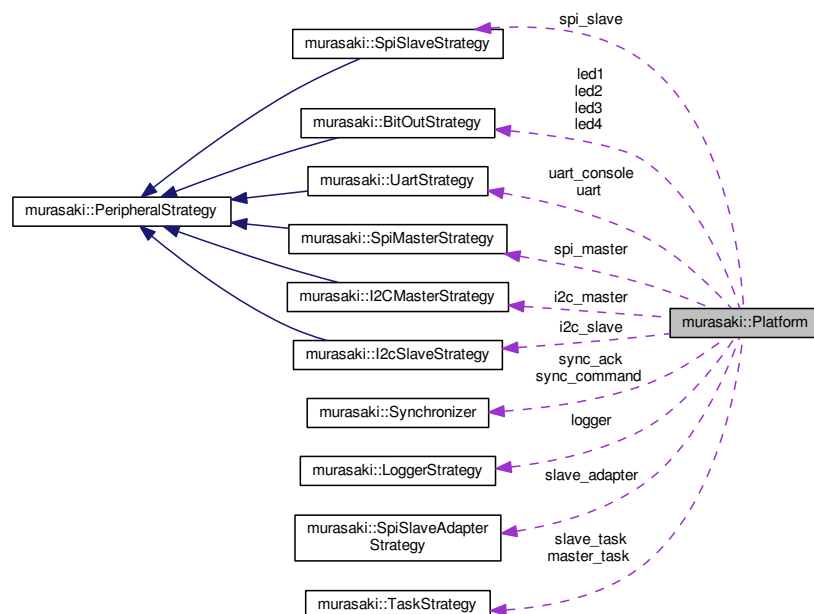 spi_slave
murasaki::SpiSlaveStrategy
led1
led2
led3
led4
murasaki::BitOutStrategy
uart_console
uart
murasaki::UartStrategy
murasaki::PeripheralStrategy
murasaki::SpiMasterStrategy
spi_master
murasaki::I2CMasterStrategy
i2c_master
murasaki::Platform
i2c_slave
murasaki::I2cSlaveStrategy
sync_ack
sync_command
murasaki::Synchronizer
logger
murasaki::LoggerStrategy
slave_adapter
murasaki::SpiSlaveAdapter
Strategy
slave_task
master_task
murasaki::TaskStrategy